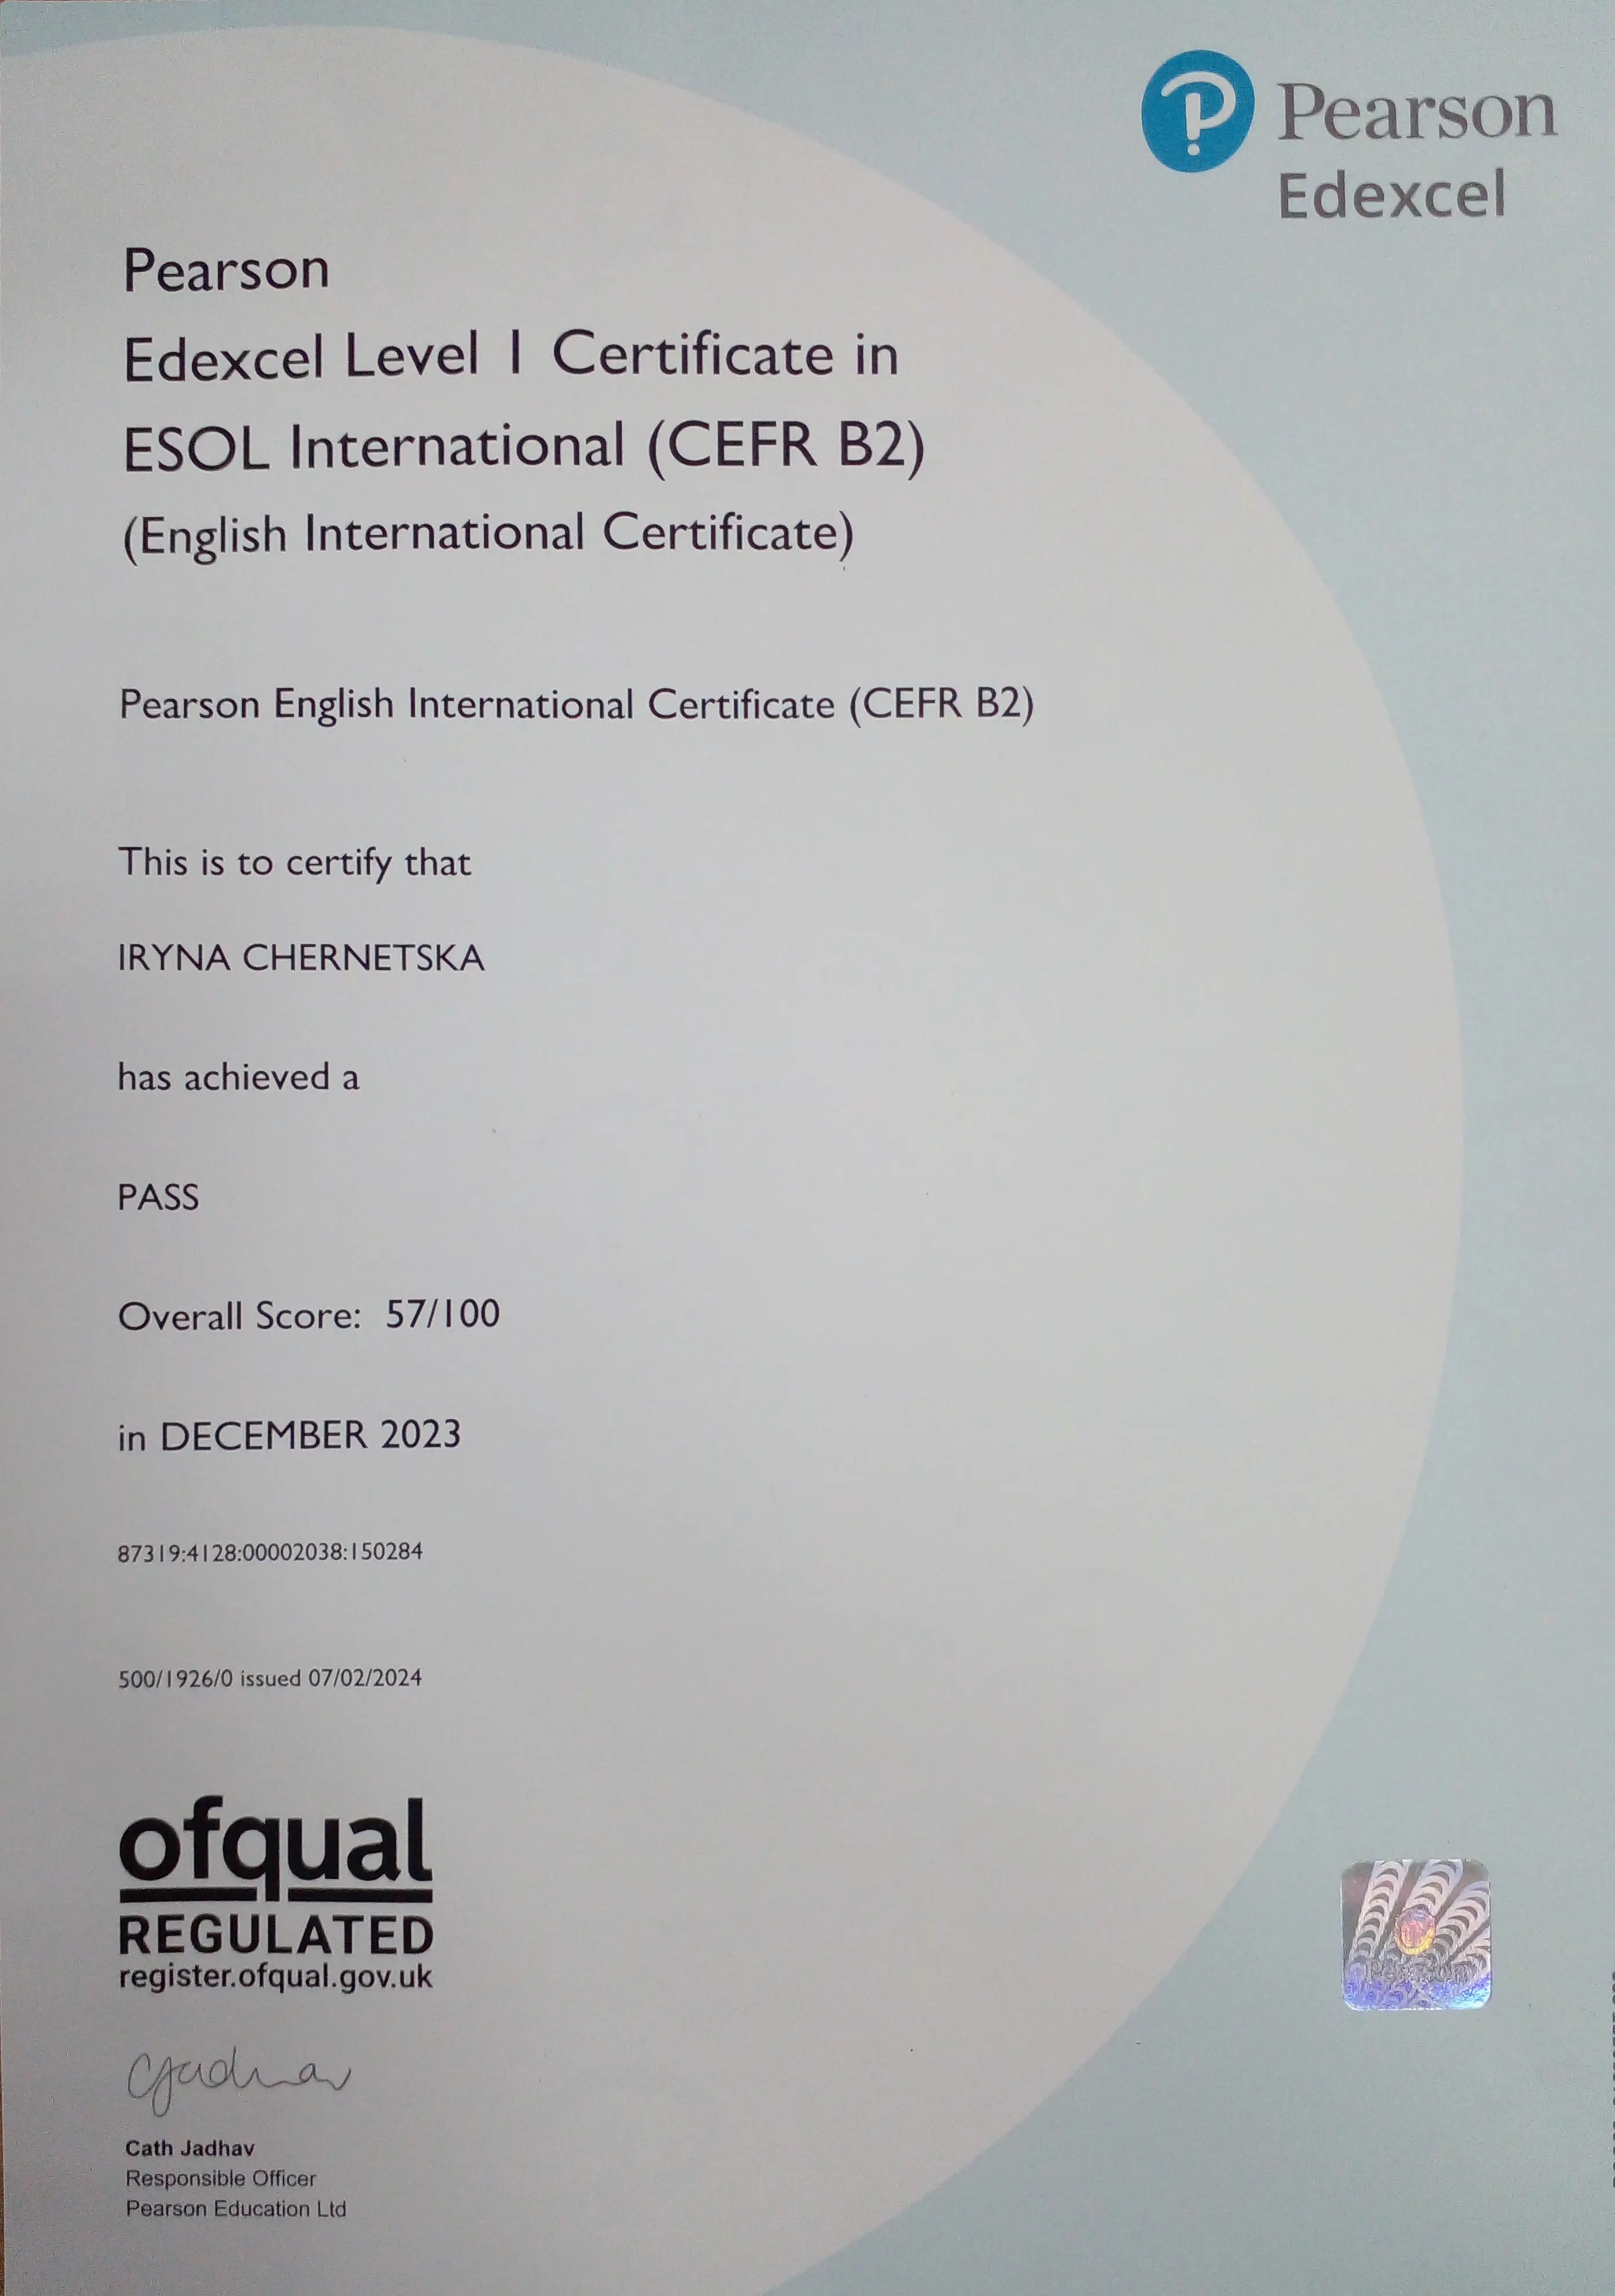 Pearson
Edexcel
Pearson
Edexcel Level 1 Certificate in
ESOL International (CEFR B2)
(English International Certificate)
Pearson English International Certificate (CEFR B2)
This is to certify that
IRYNA CHERNETSKA
has achieved a
PASS
Overall Score: 57/100
in DECEMBER 2023
87319:4128:00002038:150284
500/1926/0 issued 07/02/2024
ofqual
REGULATED
register.ofqual.gov.uk
Pearson
CJadhav
Cath Jadhav
Responsible Officer
Pearson Education Ltd